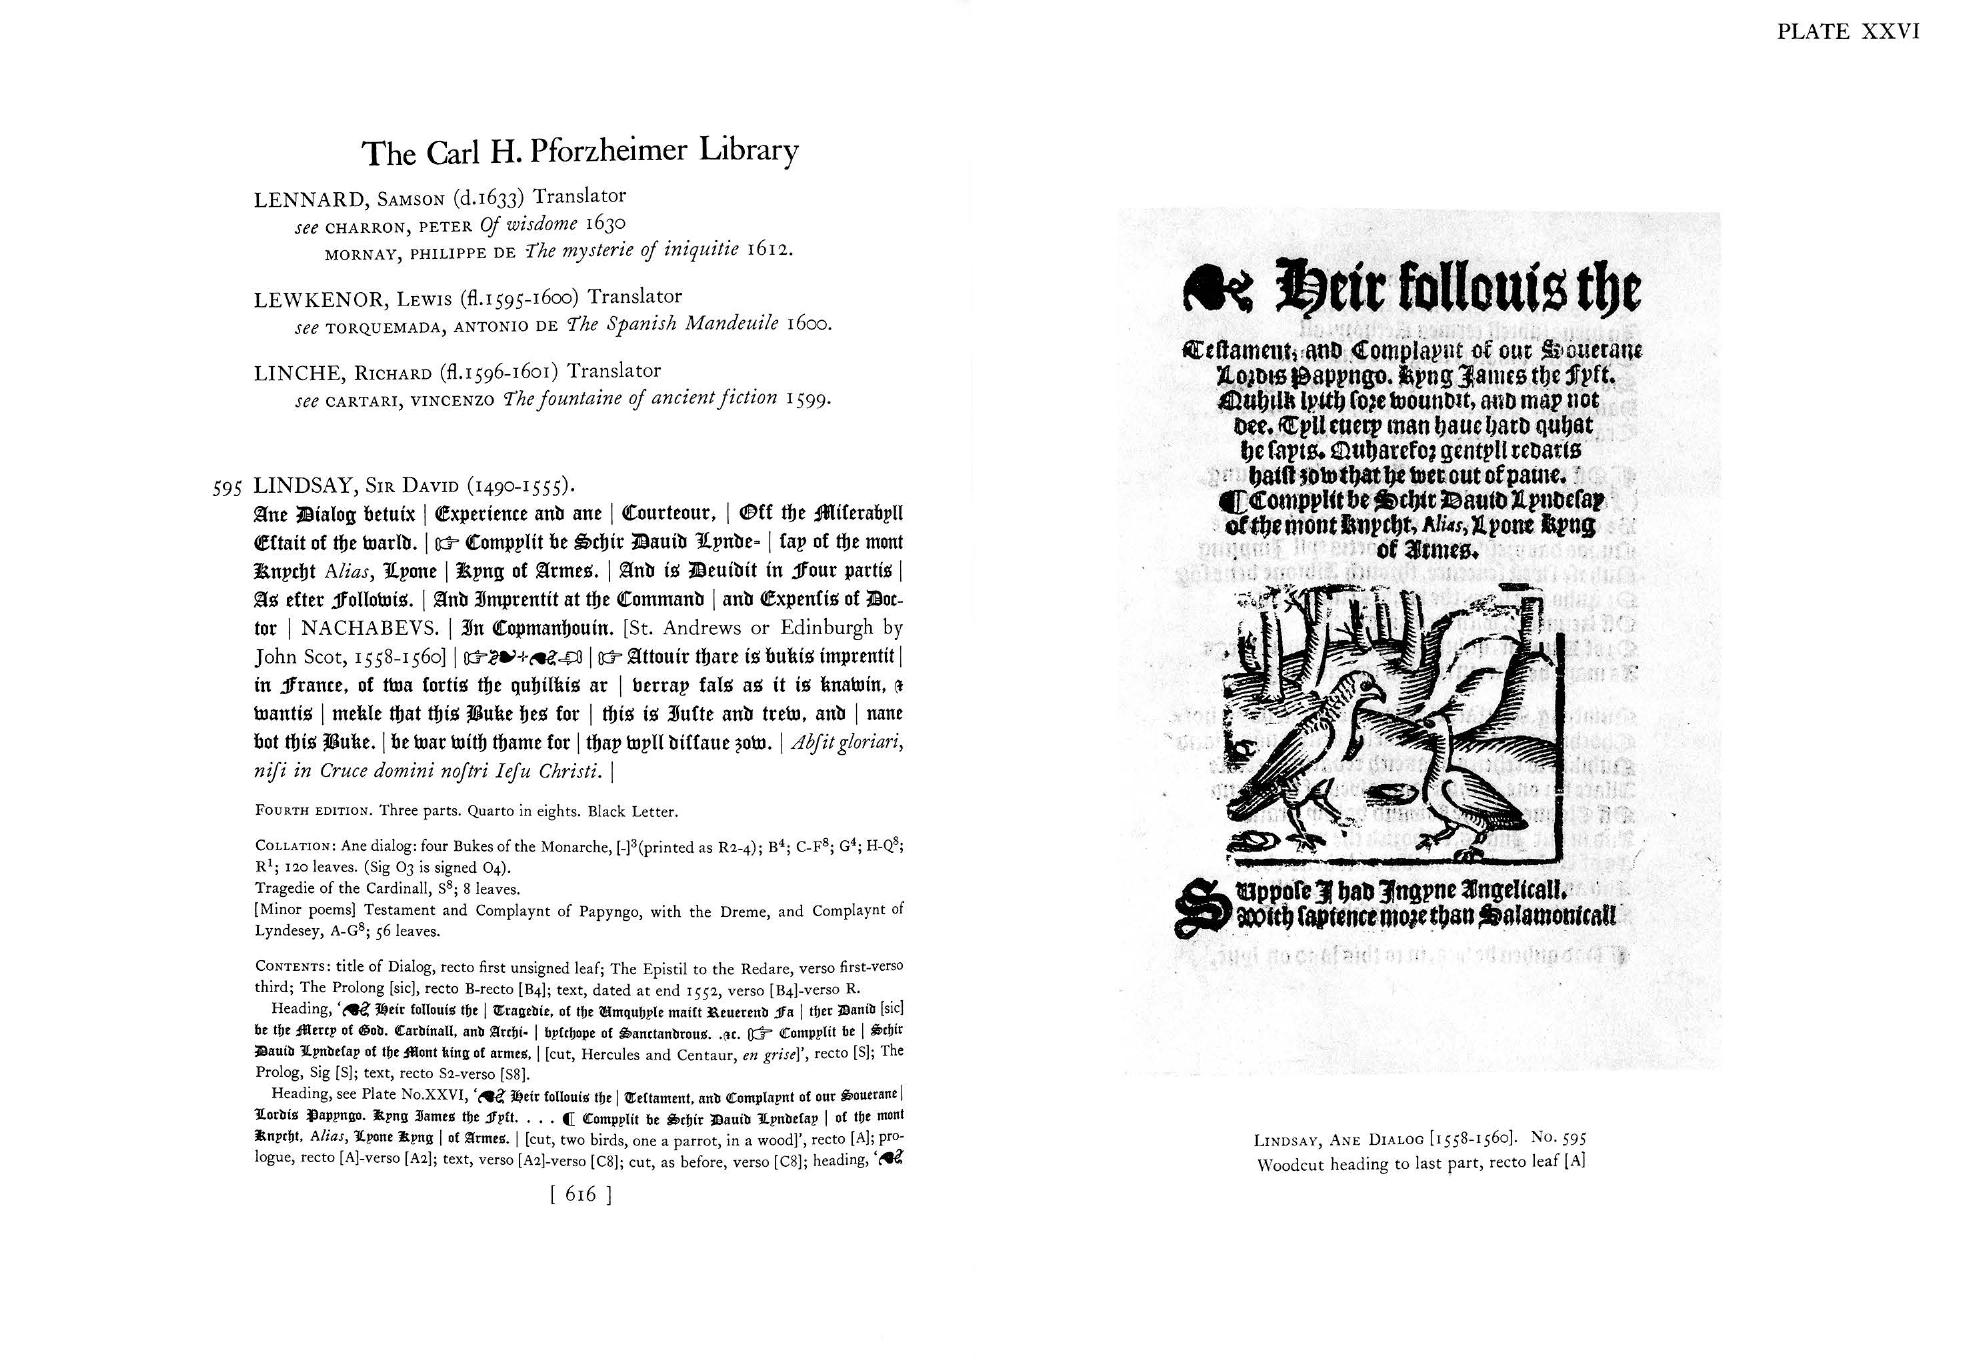 The Carl H. Pforzheimer Library
LENNARD, SAMSON (d.1633) Translator
see CHARRON, PETER Of wisdome 1630
MORNAY, PHILIPPE DE The mysterie of iniquitie 1612.
LEWKENOR, LEWIS (fl.1595-1600) Translator
see TORQUEMADA, ANTONIO DE The Spanish Mandeuile 1600.
LINCHE, RICHARD (fl.1596-1601) Translator
see CARTARI, VINCENZO The fountaine of ancient fiction 1599.
595 LINDSAY, SIR DAVID (1490-1555).
Ane Dialog betuix | Experience and ane | Courteour, | Off the Miſerabyll
Eſtait of the warld. | ☞ Compylit be Schir Dauid Lynde= | ſay of the mont
Knycht Alias, Lyone | Kyng of Armes. | And is Deuidit in Four partis |
As efter Followis. | And Imprentit at the Command | and Expenſis of Doc-
tor | NACHABEVS. | In Copmanhouin. [St. Andrews or Edinburgh by
John Scot, 1558-1560] | ☞❧+☙☜ | ☞ Attouir thare is bukis imprentit |
in France, of twa ſortis the quhilkis ar | verray fals as it is knawin, &
wantis | mekle that this Buke hes for | this is Iuſte and trew, and | nane
bot this Buke. | be war with thame for | thay wyll diſſaue ȝow. | Abſit gloriari,
niſi in Cruce domini noſtri Ieſu Christi. |
FOURTH EDITION. Three parts. Quarto in eights. Black Letter.
COLLATION: Ane dialog: four Bukes of the Monarche, [-]³(printed as R2-4); B⁴; C-F⁸; G⁴; H-Q⁸;
R¹; 120 leaves. (Sig O3 is signed O4).
Tragedie of the Cardinall, S⁸; 8 leaves.
[Minor poems] Testament and Complaynt of Papyngo, with the Dreme, and Complaynt of
Lyndesey, A-G⁸; 56 leaves.
CONTENTS: title of Dialog, recto first unsigned leaf; The Epistil to the Redare, verso first-verso
third; The Prolong [sic], recto B-recto [B4]; text, dated at end 1552, verso [B4]-verso R.
Heading, '☙ Heir followis the | Tragedie, of the Umquhyle maiſt Reuerend Fa | ther Danid [sic]
be the Mercy of God. Cardinall, and Archi- | byſchope of Sanctandrous. .&c. ☞ Compylit be | Schir
Dauid Lyndeſay of the Mont king of armes, | [cut, Hercules and Centaur, en grise]', recto [S]; The
Prolog, Sig [S]; text, recto S2-verso [S8].
Heading, see Plate No.XXVI, '☙ Heir followis the | Teſtament, and Complaynt of our Souerane |
Lordis Pappyngo. Kyng Iames the Fyft. . . . ¶ Compylit be Schir Dauid Lyndeſay | of the mont
Knycht, Alias, Lyone Kyng | of Armes. | [cut, two birds, one a parrot, in a wood]', recto [A]; pro-
logue, recto [A]-verso [A2]; text, verso [A2]-verso [C8]; cut, as before, verso [C8]; heading, '☙
[ 616 ]
PLATE XXVI
☙ Heir follouis the
Teſtament, and Complaynt of our Souerane
Lordis Pappyngo. Kyng James the Fyft.
Quhilk lyith ſore woundit, and may not
dee. Tyll euery man haue hard quhat
he ſayis. Quharefor gentyll redaris
haiſt ȝow that he wer out of paine.
¶ Compylit be Schir Dauid Lyndeſay
of the mont Knycht, Alias, Lyone Kyng
of Armes.
SUppoſe I had Ingyne Angelicall,
With ſapience more than Salamonicall
LINDSAY, ANE DIALOG [1558-1560]. No. 595
Woodcut heading to last part, recto leaf [A]